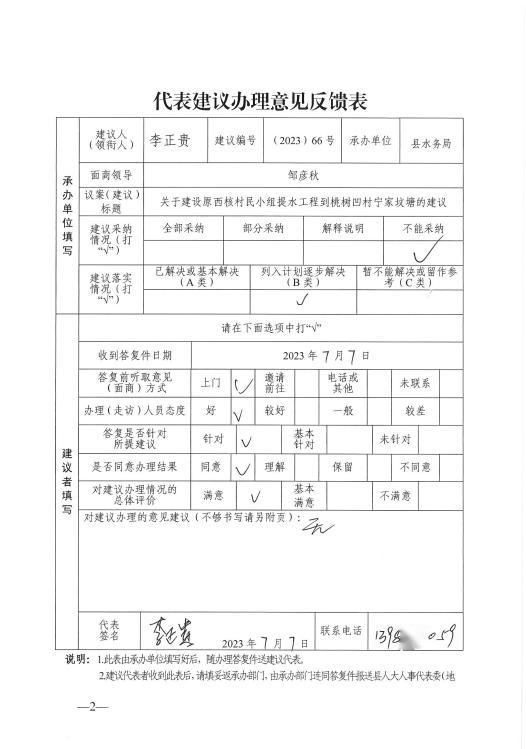 代表建议办理意见反馈表
承办单位填写
建议人（领衔人） 李正贵 建议编号 （2023）66号 承办单位 县水务局
面商领导 邹彦秋
议案（建议）标题 关于建设原西核村民小组提水工程到桃树凹村宁家坟塘的建议
建议采纳情况（打“√”） 全部采纳 部分采纳 解释说明 不能采纳
√
建议落实情况（打“√”） 已解决或基本解决（A类） 列入计划逐步解决（B类） 暂不能解决或留作参考（C类）
√
建议者填写
请在下面选项中打“√”
收到答复件日期 2023年7月7日
答复前听取意见（面商）方式 上门 √ 邀请前往 电话或其他 未联系
办理（走访）人员态度 好 √ 较好 一般 较差
答复是否针对所提建议 针对 √ 基本针对 未针对
是否同意办理结果 同意 √ 理解 保留 不同意
对建议办理情况的总体评价 满意 √ 基本满意 不满意
对建议办理的意见建议（不够书写请另附页）：无
代表签名 李正贵 2023年7月7日 联系电话 139 059
说明：1.此表由承办单位填写好后，随办理答复件送建议代表。
2.建议代表者收到此表后，请填妥返承办部门，由承办部门连同答复件报送县人大人事代表委（地
—2—